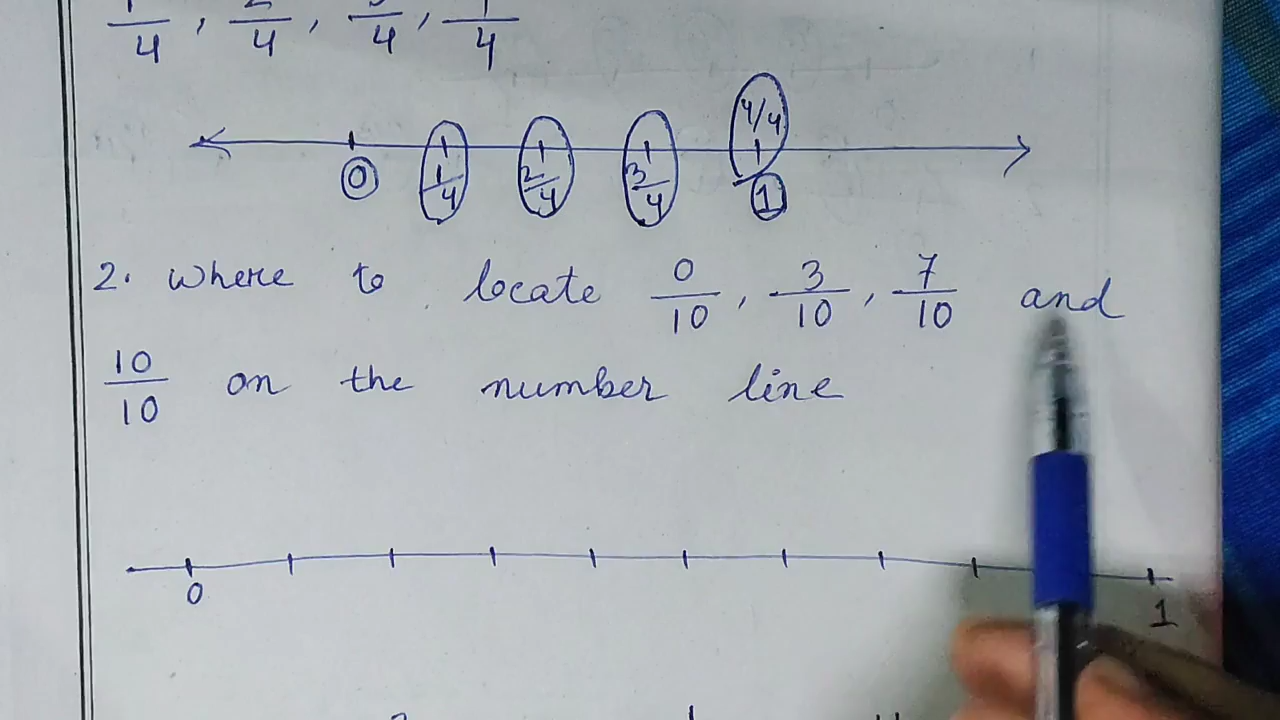 1/4 , 2/4 , 3/4 , 4
4/4
0 1/4 2/4 3/4 1
2. Where to locate 0/10 , 3/10 , 7/10 and
10/10 on the number line
0 1